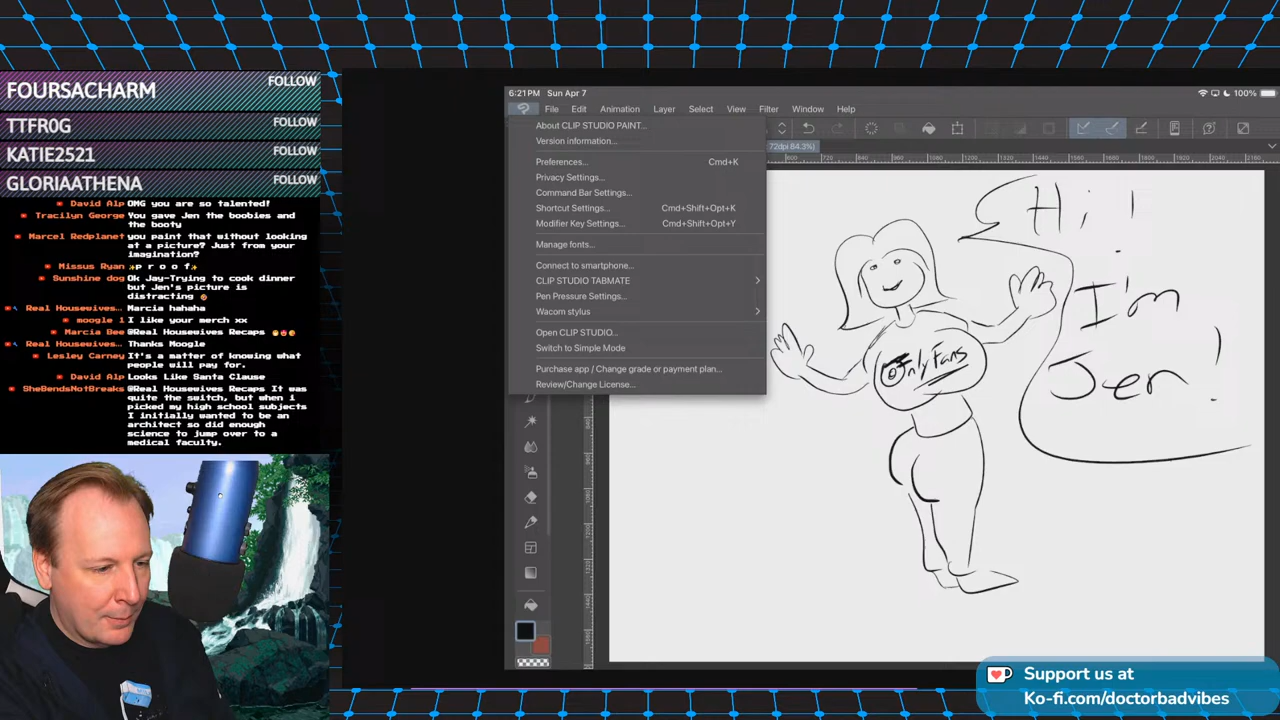 FOURSACHARM FOLLOW
TTFR0G FOLLOW
KATIE2521 FOLLOW
GLORIAATHENA FOLLOW
David Alp OMG you are so talented!
Tracilyn George You gave Jen the boobies and
the booty
Marcel Redplanet you paint that without looking
at a picture? Just from your
imagination?
Missus Ryan ✨p r o o f✨
Sunshine dog Ok Jay-Trying to cook dinner
but Jen's picture is
distracting
Real Housewives... Marcia hahaha
moogle 1 I like your merch xx
Marcia Bee @Real Housewives Recaps
Real Housewives... Thanks Moogle
Lesley Carney It's a matter of knowing what
people will pay for.
David Alp Looks Like Santa Clause
SheBendsNotBreaks @Real Housewives Recaps It was
quite the switch, but when i
picked my high school subjects
I initially wanted to be an
architect so did enough
science to jump over to a
medical faculty.
6:21PM Sun Apr 7 100%
File Edit Animation Layer Select View Filter Window Help
About CLIP STUDIO PAINT...
Version information...
Preferences... Cmd+K
Privacy Settings...
Command Bar Settings...
Shortcut Settings... Cmd+Shift+Opt+K
Modifier Key Settings... Cmd+Shift+Opt+Y
Manage fonts...
Connect to smartphone...
CLIP STUDIO TABMATE
Pen Pressure Settings...
Wacom stylus
Open CLIP STUDIO...
Switch to Simple Mode
Purchase app / Change grade or payment plan...
Review/Change License...
72dpi 84.3%)
Hi!
I'm
Jen!
OnlyFans
Support us at
Ko-fi.com/doctorbadvibes